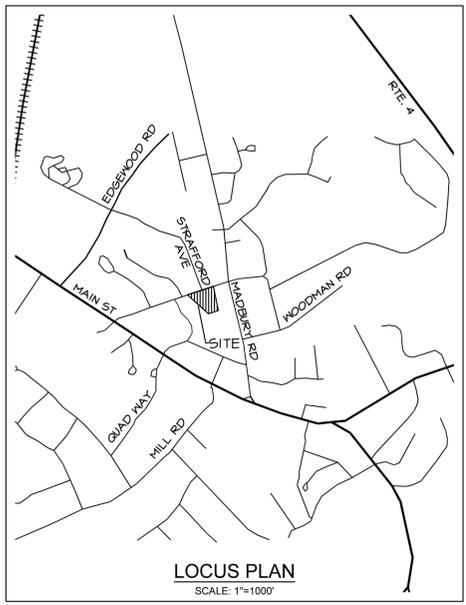 RTE. 4
EDGEWOOD RD
STRAFFORD
AVE
MAIN ST
MADBURY RD
WOODMAN RD
SITE
QUAD WAY
MILL RD
LOCUS PLAN
SCALE: 1"=1000'